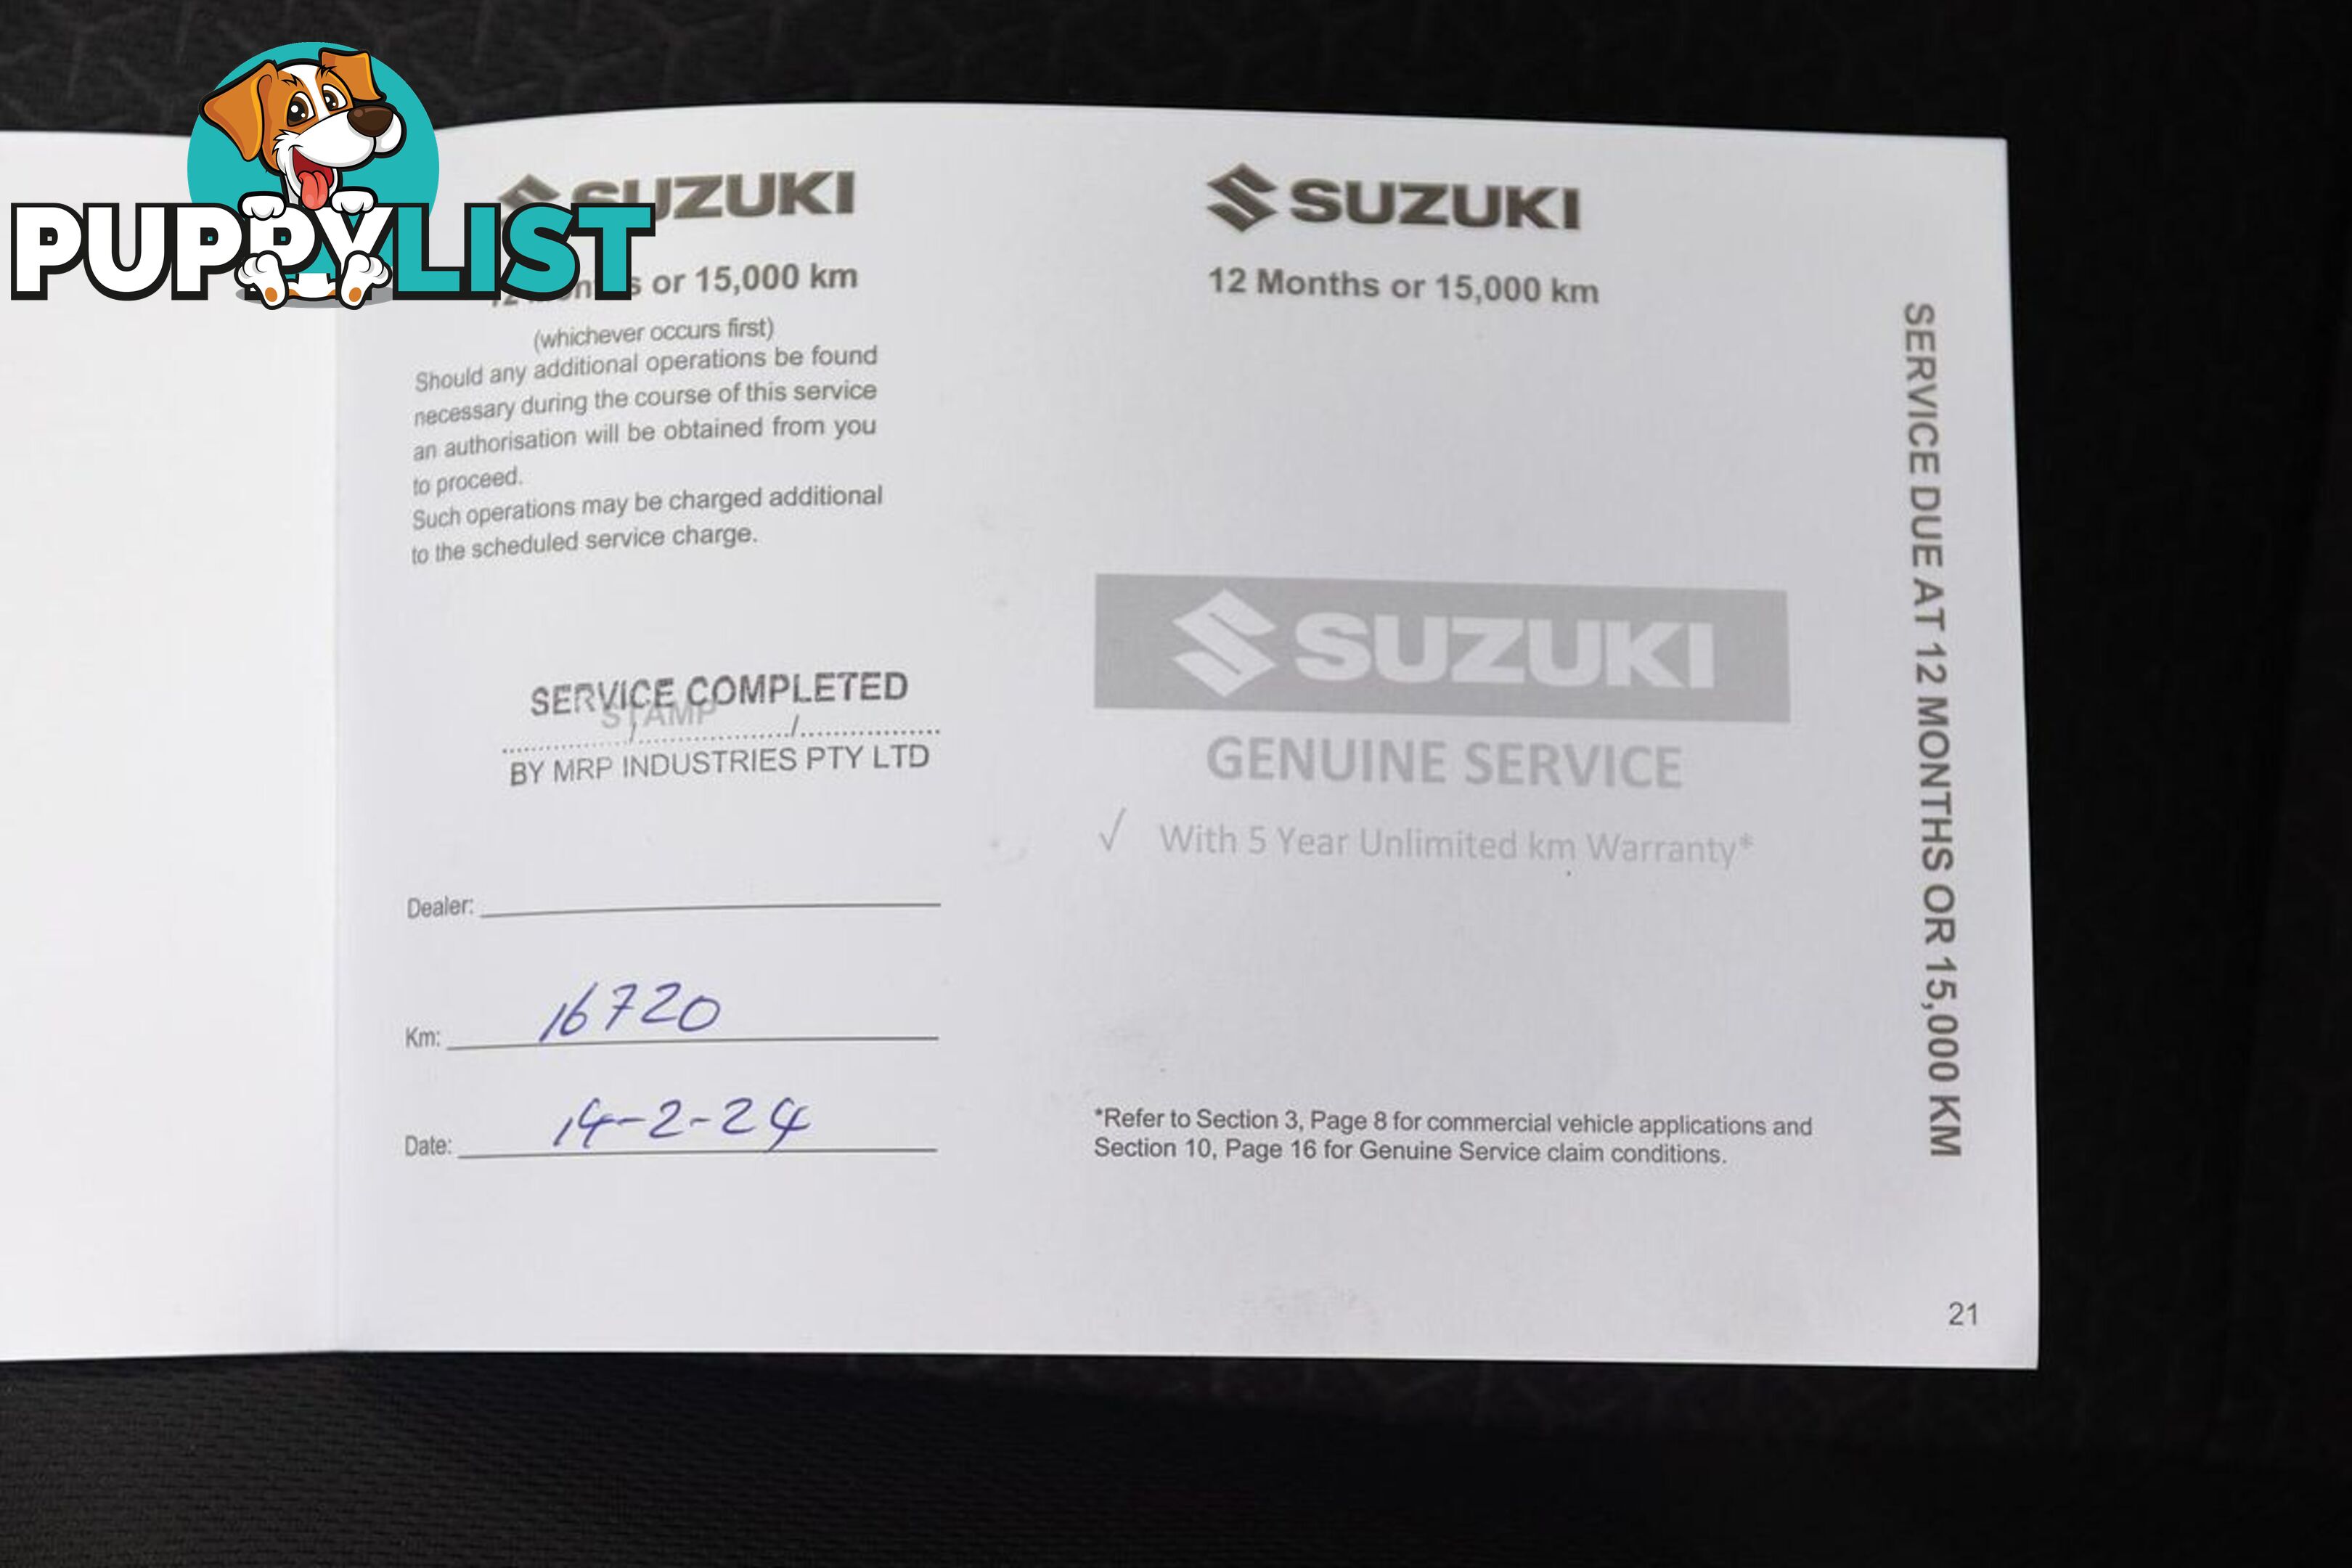 PUPPYLIST
SUZUKI
12 Months or 15,000 km
(whichever occurs first)
Should any additional operations be found
necessary during the course of this service
an authorisation will be obtained from you
to proceed.
Such operations may be charged additional
to the scheduled service charge.
SERVICE COMPLETED
STAMP
............../................../..................
BY MRP INDUSTRIES PTY LTD
Dealer:
Km: 16720
Date: 14-2-24
SUZUKI
12 Months or 15,000 km
SUZUKI
GENUINE SERVICE
√ With 5 Year Unlimited km Warranty*
*Refer to Section 3, Page 8 for commercial vehicle applications and
Section 10, Page 16 for Genuine Service claim conditions.
SERVICE DUE AT 12 MONTHS OR 15,000 KM
21